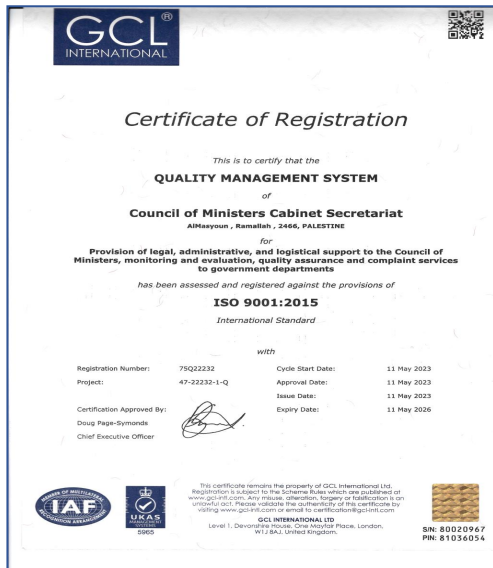 GCL®
INTERNATIONAL
Certificate of Registration
This is to certify that the
QUALITY MANAGEMENT SYSTEM
of
Council of Ministers Cabinet Secretariat
AlMasyoun , Ramallah , 2466, PALESTINE
for
Provision of legal, administrative, and logistical support to the Council of
Ministers, monitoring and evaluation, quality assurance and complaint services
to government departments
has been assessed and registered against the provisions of
ISO 9001:2015
International Standard
with
Registration Number: 75Q22232 Cycle Start Date: 11 May 2023
Project: 47-22232-1-Q Approval Date: 11 May 2023
Issue Date: 11 May 2023
Certification Approved By: Expiry Date: 11 May 2026
Doug Page-Symonds
Chief Executive Officer
MEMBER OF MULTILATERAL
IAF
RECOGNITION ARRANGEMENT
UKAS
MANAGEMENT
SYSTEMS
5965
This certificate remains the property of GCL International Ltd.
Registration is subject to the Scheme Rules which are published at
www.gcl-intl.com. Any misuse, alteration, forgery or falsification is an
unlawful act. Please validate the authenticity of this certificate by
visiting www.gcl-intl.com or email to certification@gcl-intl.com
GCL INTERNATIONAL LTD
Level 1, Devonshire House, One Mayfair Place, London,
W1J 8AJ, United Kingdom.
S/N: 80020967
PIN: 81036054